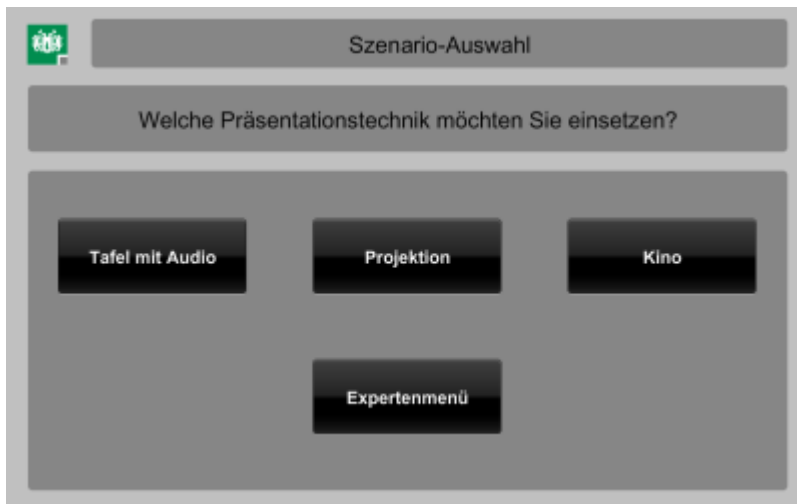 Szenario-Auswahl
Welche Präsentationstechnik möchten Sie einsetzen?
Tafel mit Audio
Projektion
Kino
Expertenmenü